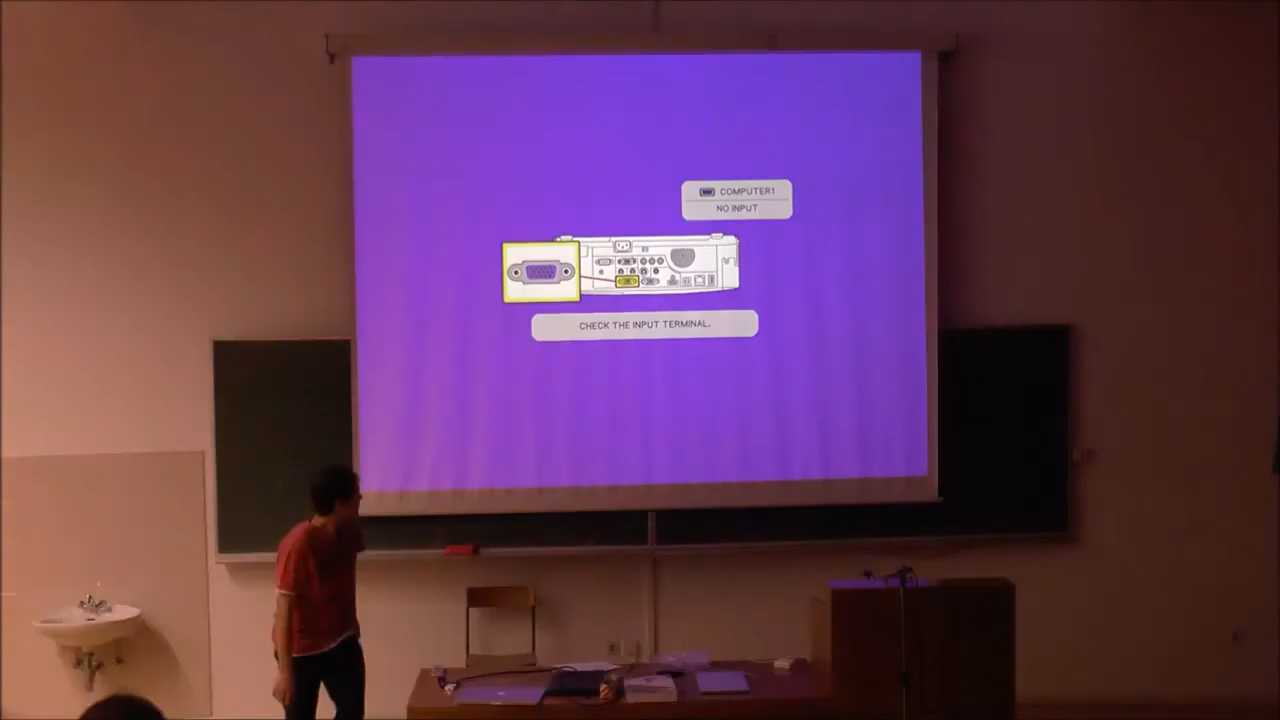 COMPUTER1
NO INPUT
CHECK THE INPUT TERMINAL.